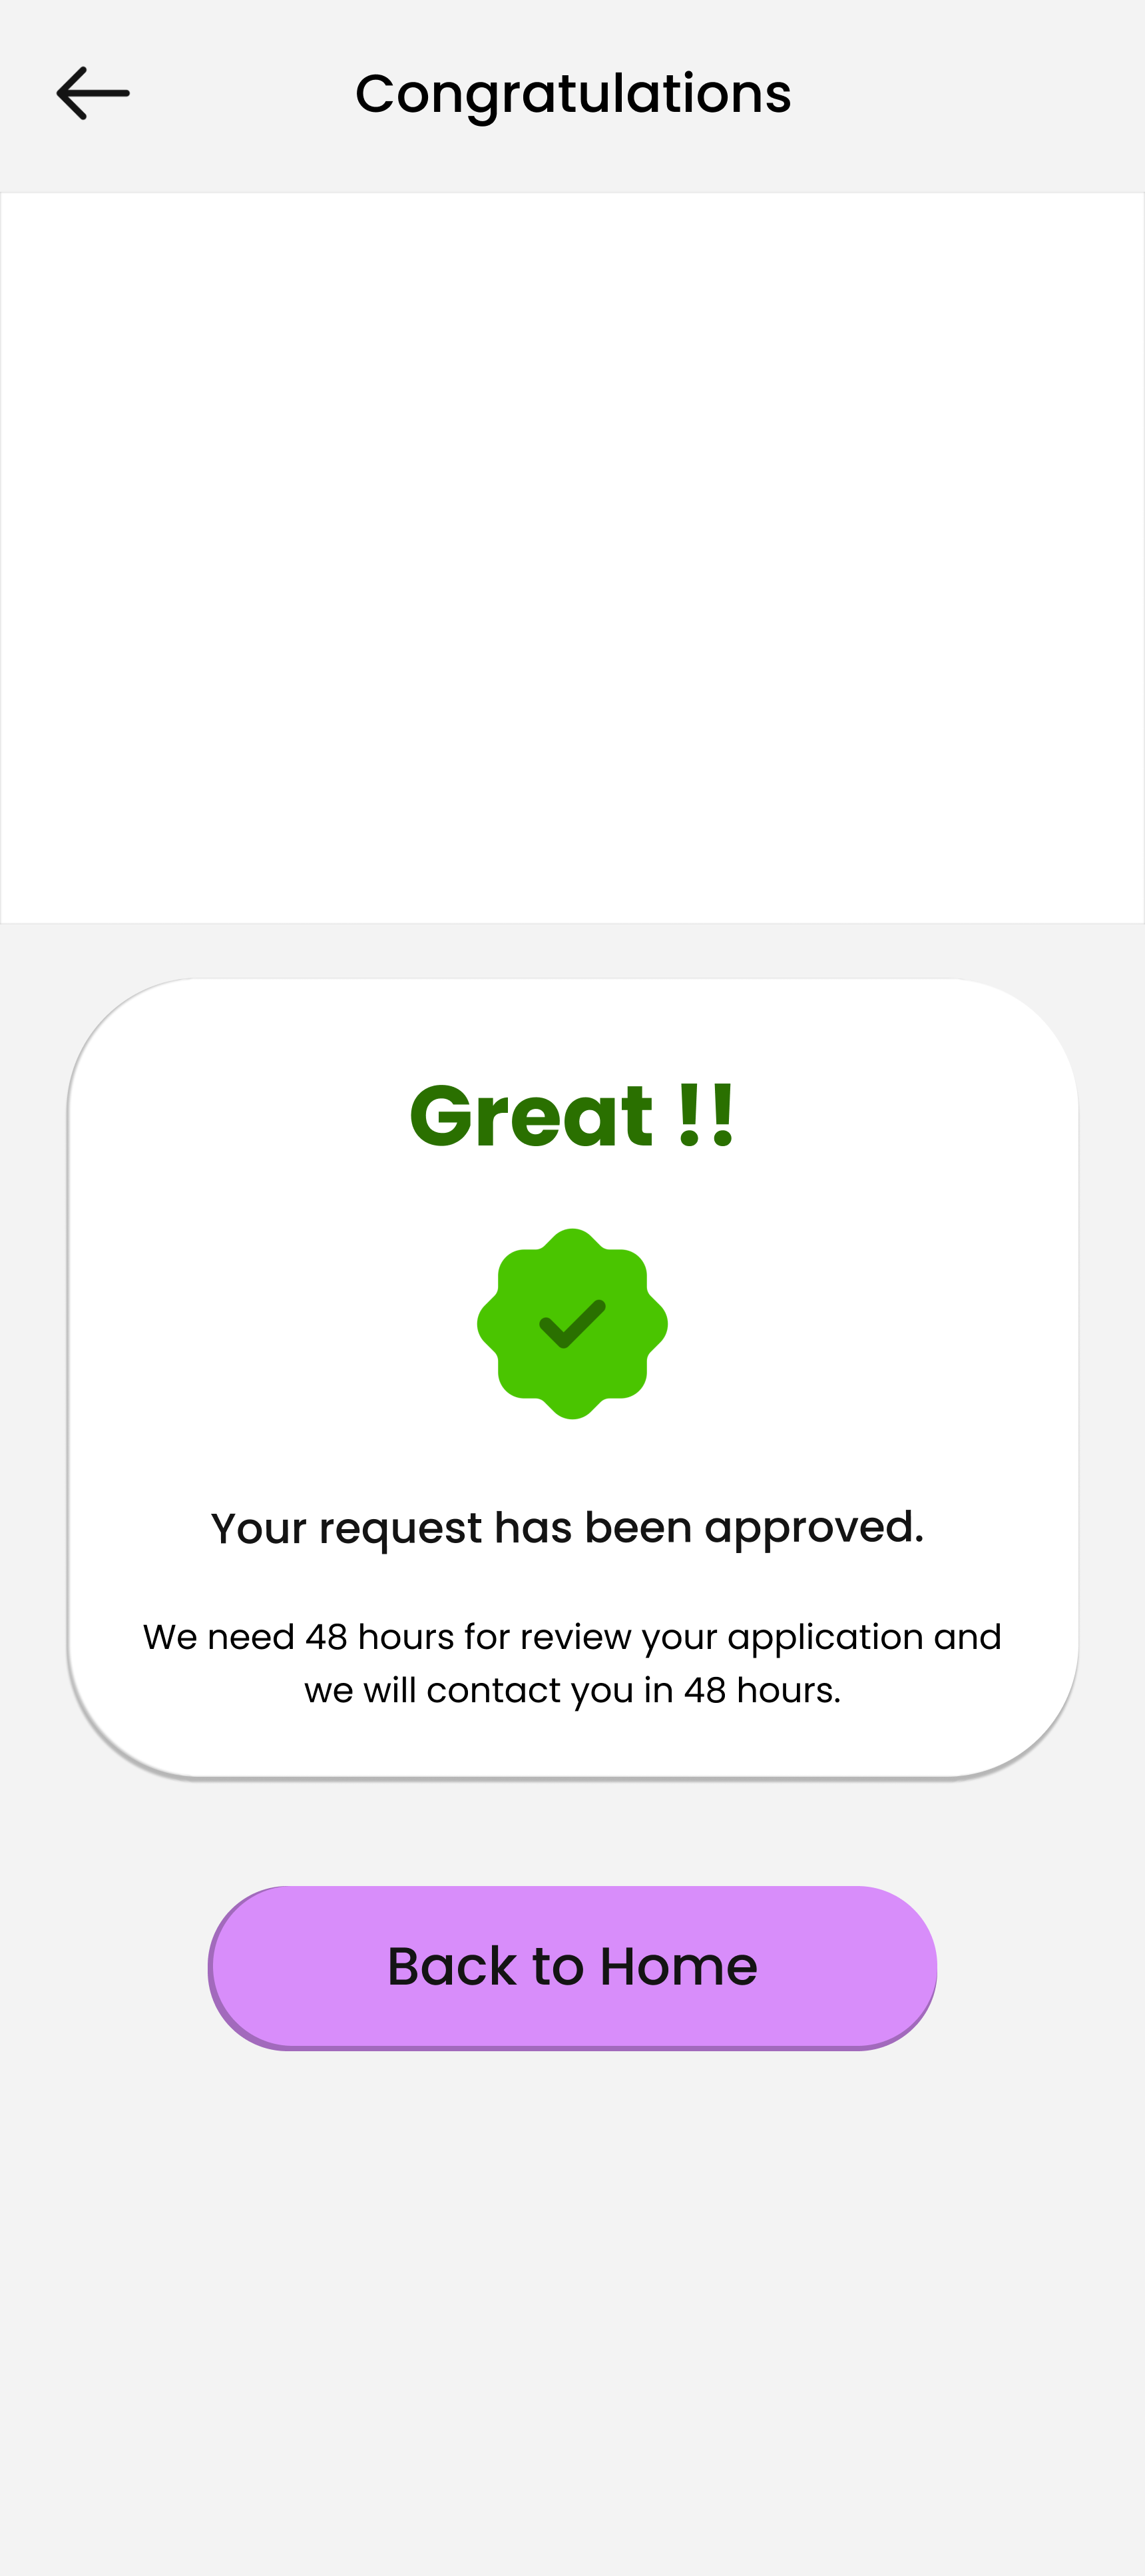 Congratulations
Great !!
Your request has been approved.
We need 48 hours for review your application and
we will contact you in 48 hours.
Back to Home